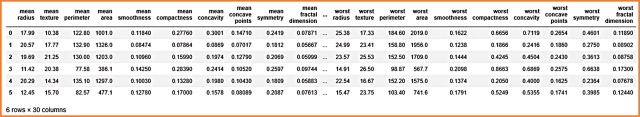 mean radius mean texture mean perimeter mean area mean smoothness mean compactness mean concavity mean concave points mean symmetry mean fractal dimension ... worst radius worst texture worst perimeter worst area worst smoothness worst compactness worst concavity worst concave points worst symmetry worst fractal dimension
0 17.99 10.38 122.80 1001.0 0.11840 0.27760 0.3001 0.14710 0.2419 0.07871 ... 25.38 17.33 184.60 2019.0 0.1622 0.6656 0.7119 0.2654 0.4601 0.11890
1 20.57 17.77 132.90 1326.0 0.08474 0.07864 0.0869 0.07017 0.1812 0.05667 ... 24.99 23.41 158.80 1956.0 0.1238 0.1866 0.2416 0.1860 0.2750 0.08902
2 19.69 21.25 130.00 1203.0 0.10960 0.15990 0.1974 0.12790 0.2069 0.05999 ... 23.57 25.53 152.50 1709.0 0.1444 0.4245 0.4504 0.2430 0.3613 0.08758
3 11.42 20.38 77.58 386.1 0.14250 0.28390 0.2414 0.10520 0.2597 0.09744 ... 14.91 26.50 98.87 567.7 0.2098 0.8663 0.6869 0.2575 0.6638 0.17300
4 20.29 14.34 135.10 1297.0 0.10030 0.13280 0.1980 0.10430 0.1809 0.05883 ... 22.54 16.67 152.20 1575.0 0.1374 0.2050 0.4000 0.1625 0.2364 0.07678
5 12.45 15.70 82.57 477.1 0.12780 0.17000 0.1578 0.08089 0.2087 0.07613 ... 15.47 23.75 103.40 741.6 0.1791 0.5249 0.5355 0.1741 0.3985 0.12440
6 rows × 30 columns